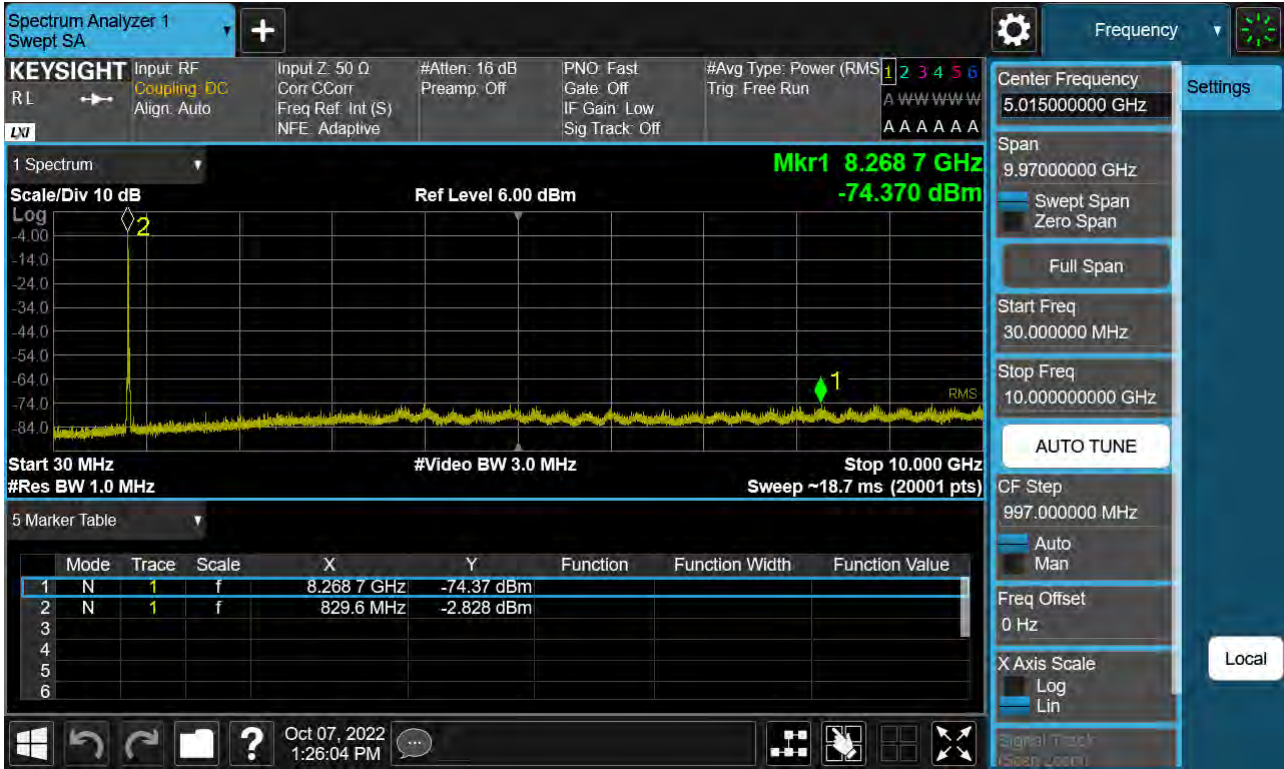 Spectrum Analyzer 1
Swept SA
+
Frequency
KEYSIGHT
RL
LXI
Input: RF
Coupling: DC
Align: Auto
Input Z: 50 Ω
Corr CCorr
Freq Ref: Int (S)
NFE: Adaptive
#Atten: 16 dB
Preamp: Off
PNO: Fast
Gate: Off
IF Gain: Low
Sig Track: Off
#Avg Type: Power (RMS
Trig: Free Run
1 2 3 4 5 6
A W W W W W
A A A A A A
1 Spectrum
Mkr1 8.268 7 GHz
-74.370 dBm
Scale/Div 10 dB
Ref Level 6.00 dBm
Log
-4.00
-14.0
-24.0
-34.0
-44.0
-54.0
-64.0
-74.0
-84.0
2
1
RMS
Start 30 MHz
#Video BW 3.0 MHz
Stop 10.000 GHz
#Res BW 1.0 MHz
Sweep ~18.7 ms (20001 pts)
5 Marker Table
Mode Trace Scale X Y Function Function Width Function Value
1 N 1 f 8.268 7 GHz -74.37 dBm
2 N 1 f 829.6 MHz -2.828 dBm
3
4
5
6
Oct 07, 2022
1:26:04 PM
?
Center Frequency
5.015000000 GHz
Settings
Span
9.97000000 GHz
Swept Span
Zero Span
Full Span
Start Freq
30.000000 MHz
Stop Freq
10.000000000 GHz
AUTO TUNE
CF Step
997.000000 MHz
Auto
Man
Freq Offset
0 Hz
X Axis Scale
Log
Lin
Local
Signal Track
(Span Zoom)